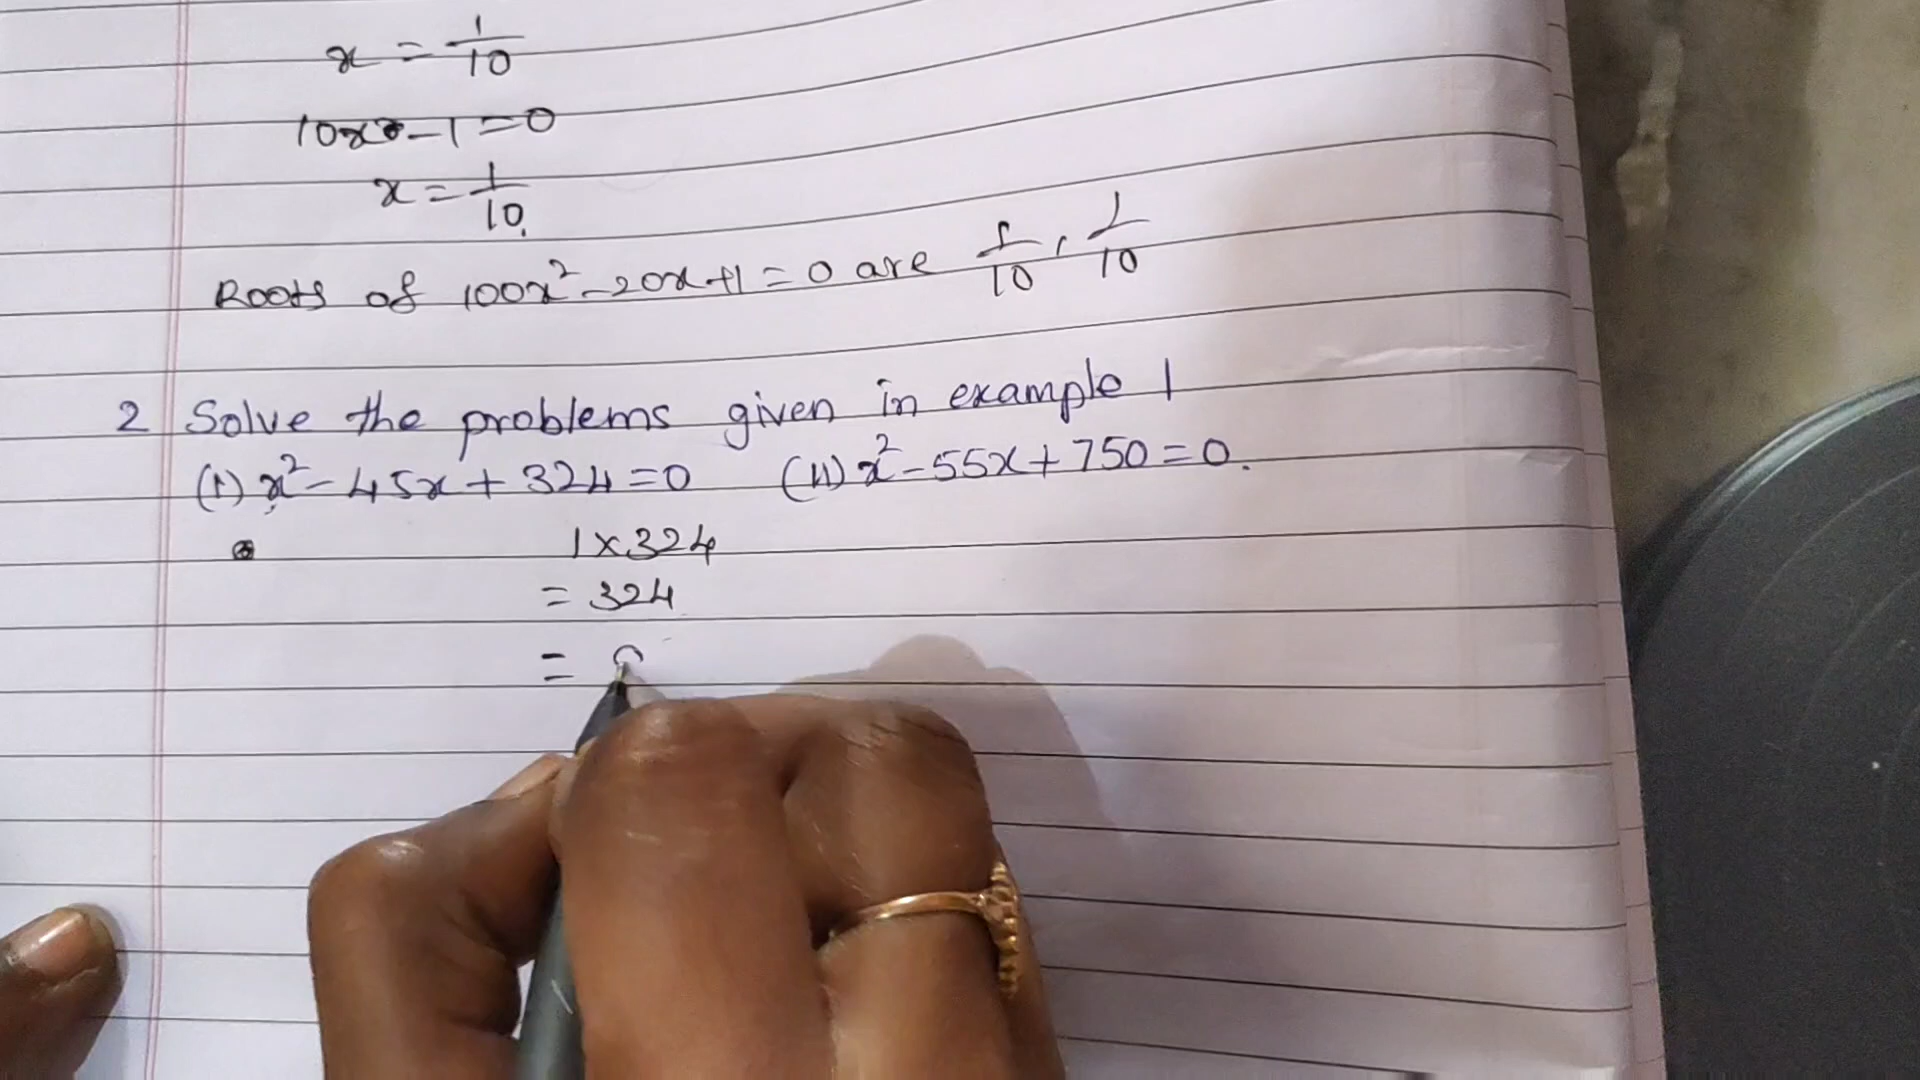 x = 1/10
10x-1=0
x = 1/10.
Roots of 100x²-20x+1=0 are 1/10, 1/10
2 Solve the problems given in example 1
(i) x²-45x+324=0 (ii) x²-55x+750=0.
1×324
= 324
=